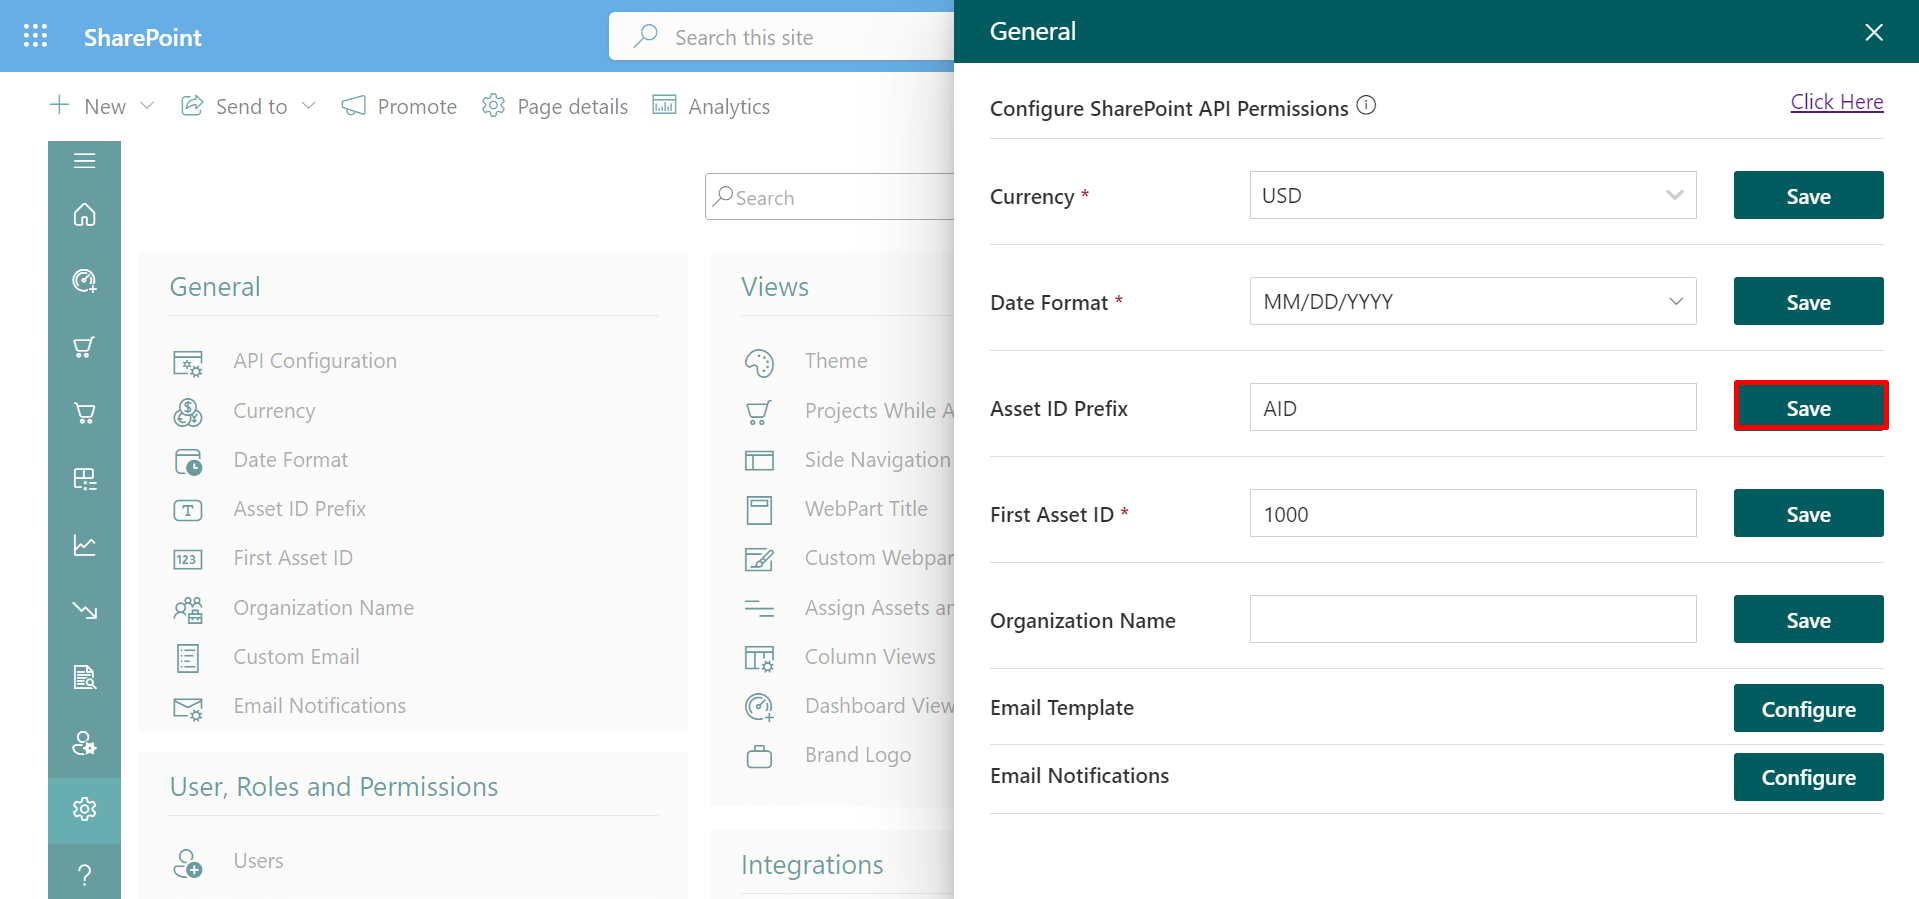 SharePoint
Search this site
New
Send to
Promote
Page details
Analytics
Search
General
API Configuration
Currency
Date Format
Asset ID Prefix
First Asset ID
Organization Name
Custom Email
Email Notifications
User, Roles and Permissions
Users
Views
Theme
Projects While A
Side Navigation
WebPart Title
Custom Webpar
Assign Assets an
Column Views
Dashboard View
Brand Logo
Integrations
General
Configure SharePoint API Permissions
Click Here
Currency * USD Save
Date Format * MM/DD/YYYY Save
Asset ID Prefix AID Save
First Asset ID * 1000 Save
Organization Name Save
Email Template Configure
Email Notifications Configure